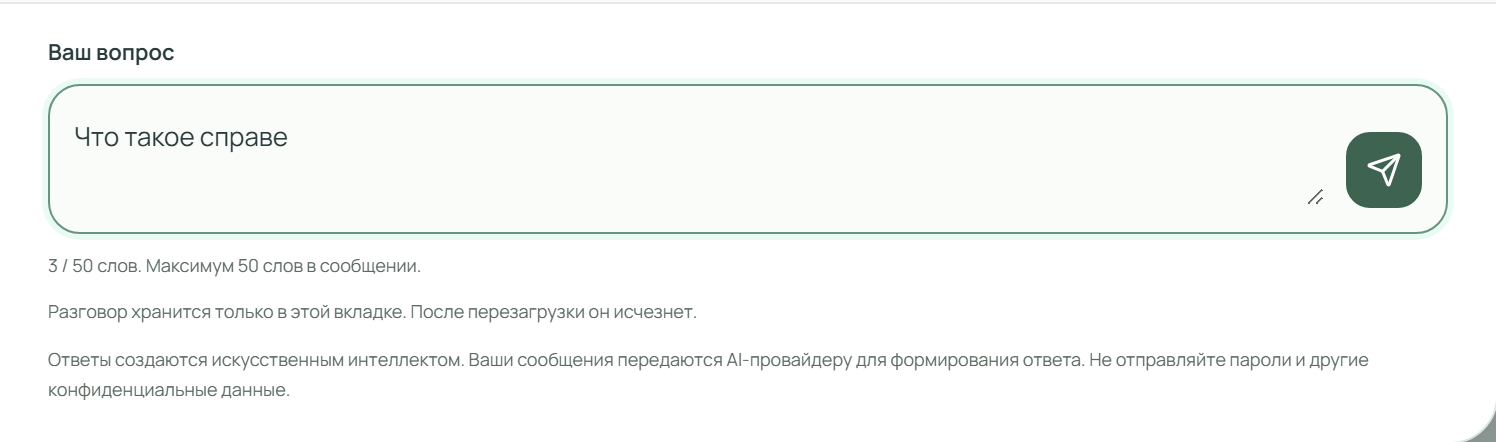 Ваш вопрос
Что такое справе
3 / 50 слов. Максимум 50 слов в сообщении.
Разговор хранится только в этой вкладке. После перезагрузки он исчезнет.
Ответы создаются искусственным интеллектом. Ваши сообщения передаются AI-провайдеру для формирования ответа. Не отправляйте пароли и другие
конфиденциальные данные.